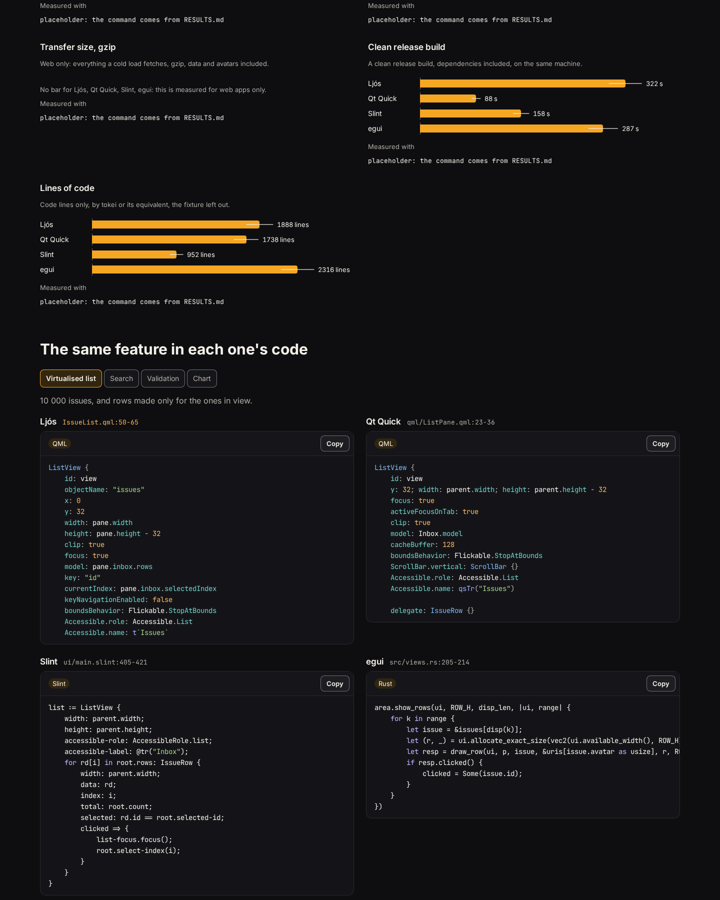 Measured with
placeholder: the command comes from RESULTS.md
Measured with
placeholder: the command comes from RESULTS.md
Transfer size, gzip
Web only: everything a cold load fetches, gzip, data and avatars included.
No bar for Ljós, Qt Quick, Slint, egui: this is measured for web apps only.
Measured with
placeholder: the command comes from RESULTS.md
Clean release build
A clean release build, dependencies included, on the same machine.
Ljós 322 s
Qt Quick 88 s
Slint 158 s
egui 287 s
Measured with
placeholder: the command comes from RESULTS.md
Lines of code
Code lines only, by tokei or its equivalent, the fixture left out.
Ljós 1888 lines
Qt Quick 1738 lines
Slint 952 lines
egui 2316 lines
Measured with
placeholder: the command comes from RESULTS.md
The same feature in each one's code
Virtualised list Search Validation Chart
10 000 issues, and rows made only for the ones in view.
Ljós IssueList.qml:50-65
QML Copy
ListView {
    id: view
    objectName: "issues"
    x: 0
    y: 32
    width: pane.width
    height: pane.height - 32
    clip: true
    focus: true
    model: pane.inbox.rows
    key: "id"
    currentIndex: pane.inbox.selectedIndex
    keyNavigationEnabled: false
    boundsBehavior: Flickable.StopAtBounds
    Accessible.role: Accessible.List
    Accessible.name: t`Issues`
Qt Quick qml/ListPane.qml:23-36
QML Copy
ListView {
    id: view
    y: 32; width: parent.width; height: parent.height - 32
    focus: true
    activeFocusOnTab: true
    clip: true
    model: Inbox.model
    cacheBuffer: 128
    boundsBehavior: Flickable.StopAtBounds
    ScrollBar.vertical: ScrollBar {}
    Accessible.role: Accessible.List
    Accessible.name: qsTr("Issues")
    delegate: IssueRow {}
Slint ui/main.slint:405-421
Slint Copy
list := ListView {
    width: parent.width;
    height: parent.height;
    accessible-role: AccessibleRole.list;
    accessible-label: @tr("Inbox");
    for rd[i] in root.rows: IssueRow {
        width: parent.width;
        data: rd;
        index: i;
        total: root.count;
        selected: rd.id == root.selected-id;
        clicked => {
            list-focus.focus();
            root.select-index(i);
        }
    }
}
egui src/views.rs:205-214
Rust Copy
area.show_rows(ui, ROW_H, disp_len, |ui, range| {
    for k in range {
        let issue = &issues[disp(k)];
        let (r, _) = ui.allocate_exact_size(vec2(ui.available_width(), ROW_H
        let resp = draw_row(ui, p, issue, &uris[issue.avatar as usize], r, R
        if resp.clicked() {
            clicked = Some(issue.id);
        }
    }
})